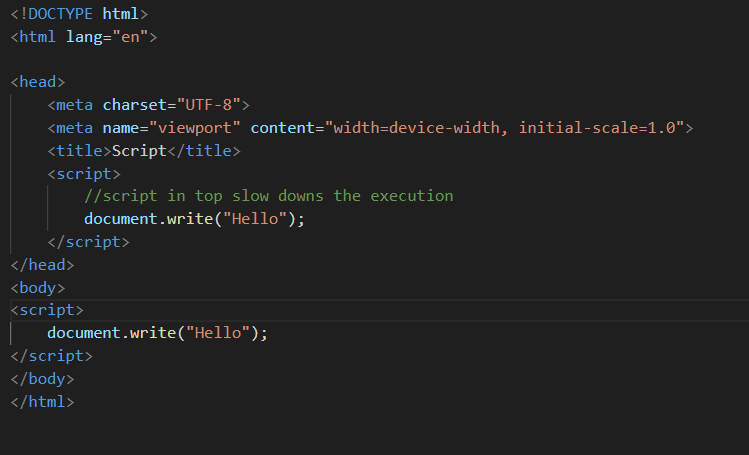 <!DOCTYPE html>
<html lang="en">
<head>
<meta charset="UTF-8">
<meta name="viewport" content="width=device-width, initial-scale=1.0">
<title>Script</title>
<script>
//script in top slow downs the execution
document.write("Hello");
</script>
</head>
<body>
<script>
document.write("Hello");
</script>
</body>
</html>